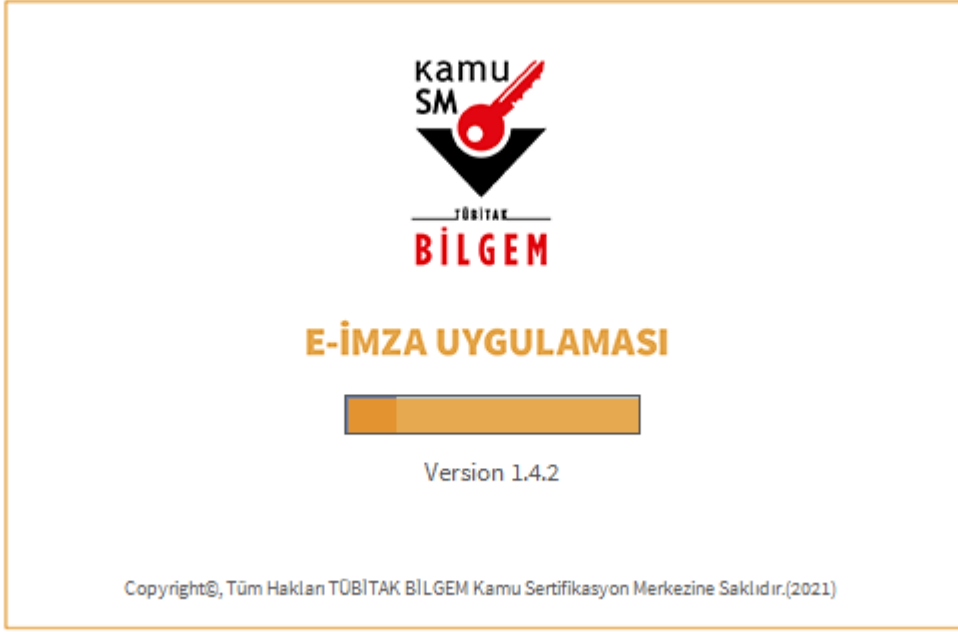 Kamu
SM
TÜBİTAK
BİLGEM
E-İMZA UYGULAMASI
Version 1.4.2
Copyright©, Tüm Hakları TÜBİTAK BİLGEM Kamu Sertifikasyon Merkezine Saklıdır.(2021)